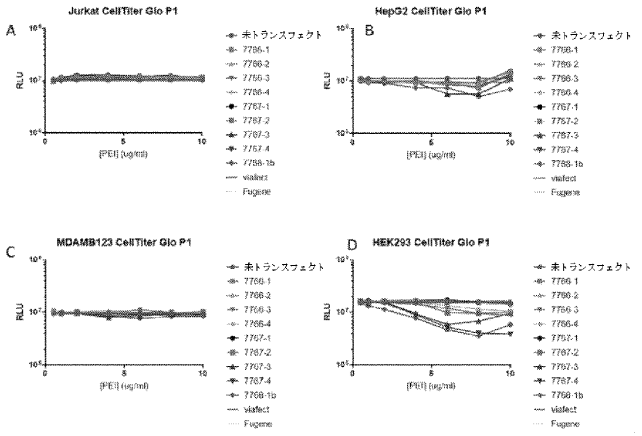 A
Jurkat CellTiter Glo P1
RLU
10⁸
10⁷
10⁶
0
5
10
[PEI] (ug/ml)
未トランスフェクト
7766-1
7766-2
7766-3
7766-4
7767-1
7767-2
7767-3
7767-4
7768-1b
viafect
Fugene
B
HepG2 CellTiter Glo P1
RLU
10⁸
10⁷
10⁶
0
5
10
[PEI] (ug/ml)
未トランスフェクト
7766-1
7766-2
7766-3
7766-4
7767-1
7767-2
7767-3
7767-4
7768-1b
viafect
Fugene
C
MDAMB123 CellTiter Glo P1
RLU
10⁸
10⁷
10⁶
0
5
10
[PEI] (ug/ml)
未トランスフェクト
7766-1
7766-2
7766-3
7766-4
7767-1
7767-2
7767-3
7767-4
7768-1b
viafect
Fugene
D
HEK293 CellTiter Glo P1
RLU
10⁸
10⁷
10⁶
0
5
10
[PEI] (ug/ml)
未トランスフェクト
7766-1
7766-2
7766-3
7766-4
7767-1
7767-2
7767-3
7767-4
7768-1b
viafect
Fugene